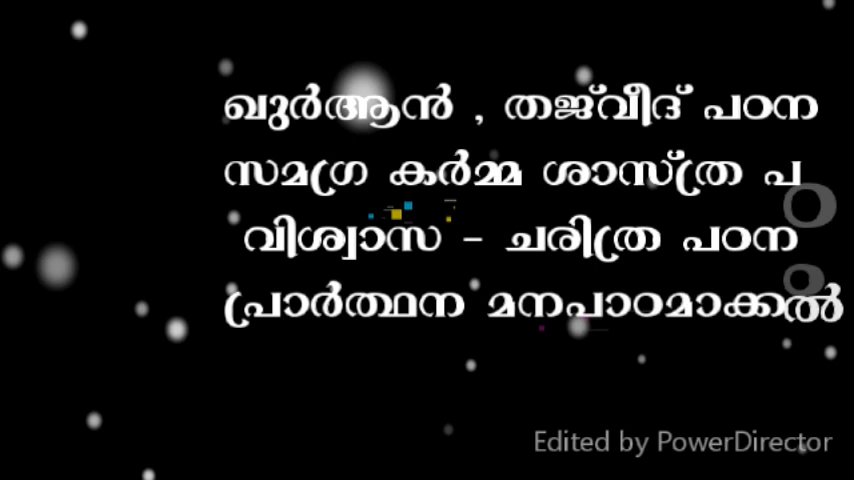 ഖുർആൻ , തജ്‌വീദ് പഠന
സമഗ്ര കർമ്മ ശാസ്ത്ര പ
വിശ്വാസ - ചരിത്ര പഠന
പ്രാർത്ഥന മനപാഠമാക്കൽ
Edited by PowerDirector